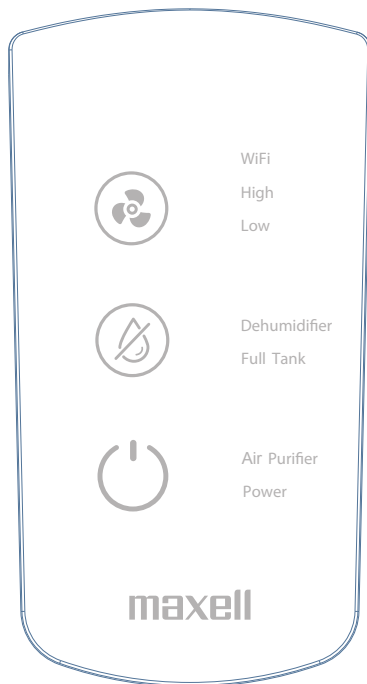 WiFi
High
Low
Dehumidifier
Full Tank
Air Purifier
Power
maxell